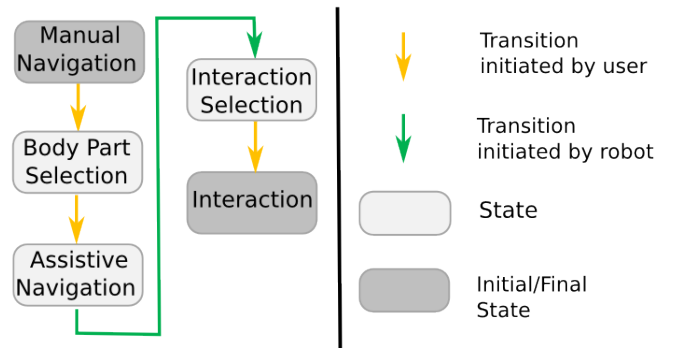 Manual
Navigation
Body Part
Selection
Assistive
Navigation
Interaction
Selection
Interaction
Transition
initiated by user
Transition
initiated by robot
State
Initial/Final
State